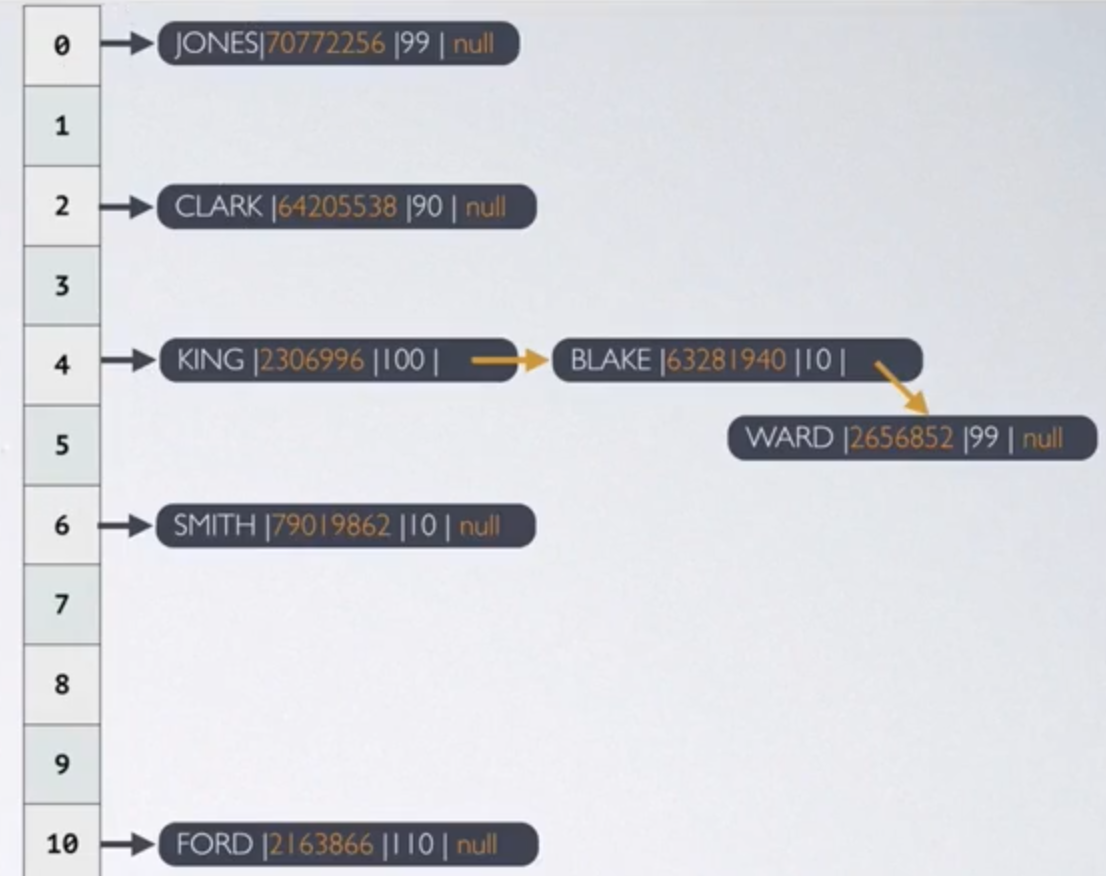 0 JONES|70772256 |99 | null
1
2 CLARK |64205538 |90 | null
3
4 KING |2306996 |100 | BLAKE |63281940 |10 |
5 WARD |2656852 |99 | null
6 SMITH |79019862 |10 | null
7
8
9
10 FORD |2163866 |110 | null